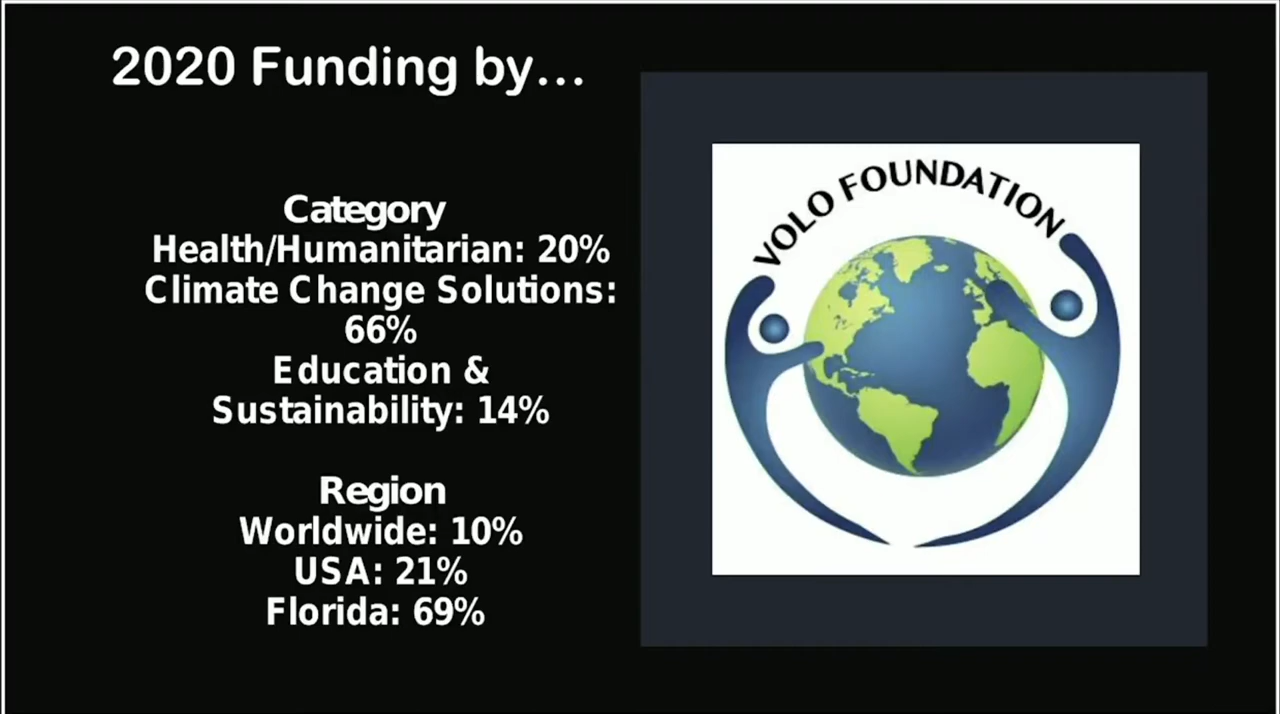 2020 Funding by...
Category
Health/Humanitarian: 20%
Climate Change Solutions:
66%
Education &
Sustainability: 14%
Region
Worldwide: 10%
USA: 21%
Florida: 69%
VOLO FOUNDATION